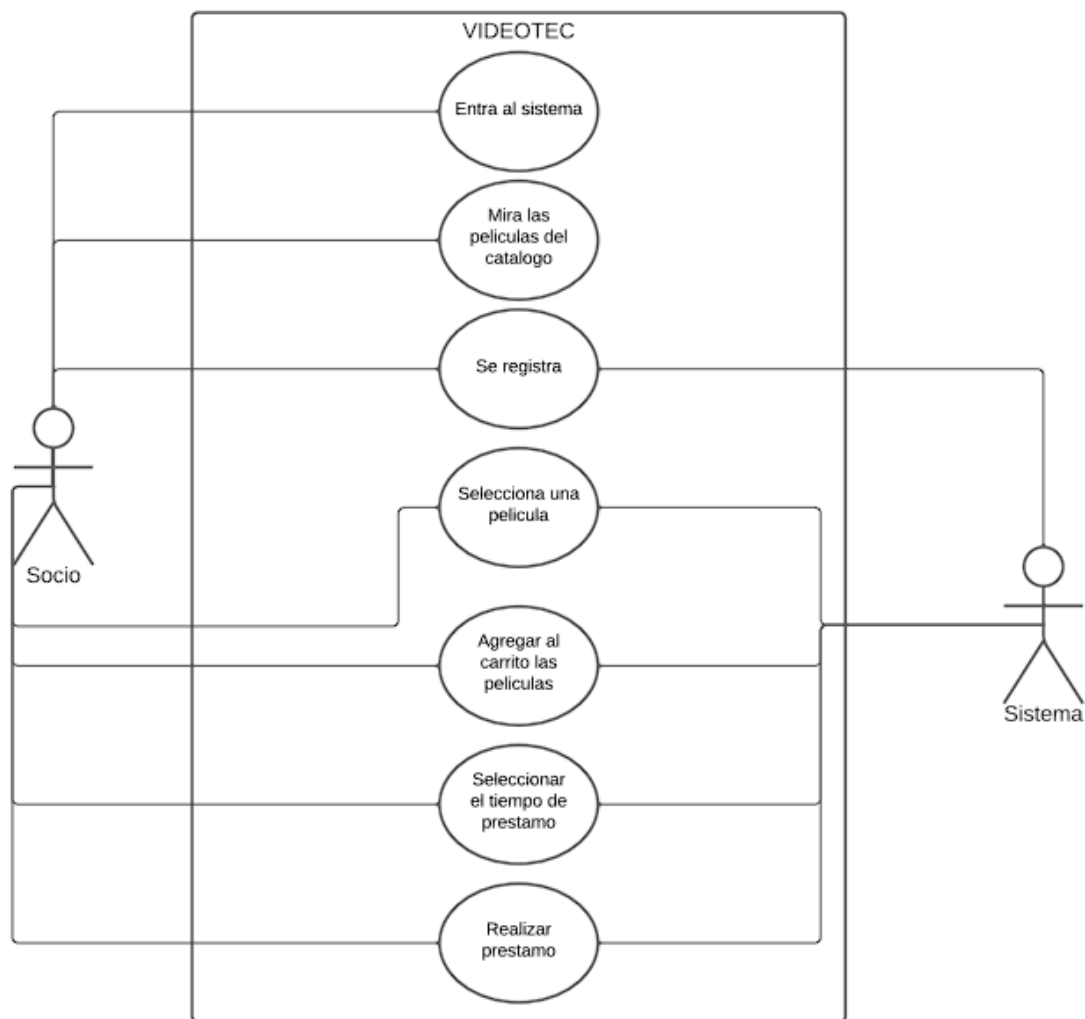 VIDEOTEC
Entra al sistema
Mira las
peliculas del
catalogo
Se registra
Selecciona una
pelicula
Socio
Agregar al
carrito las
peliculas
Sistema
Seleccionar
el tiempo de
prestamo
Realizar
prestamo